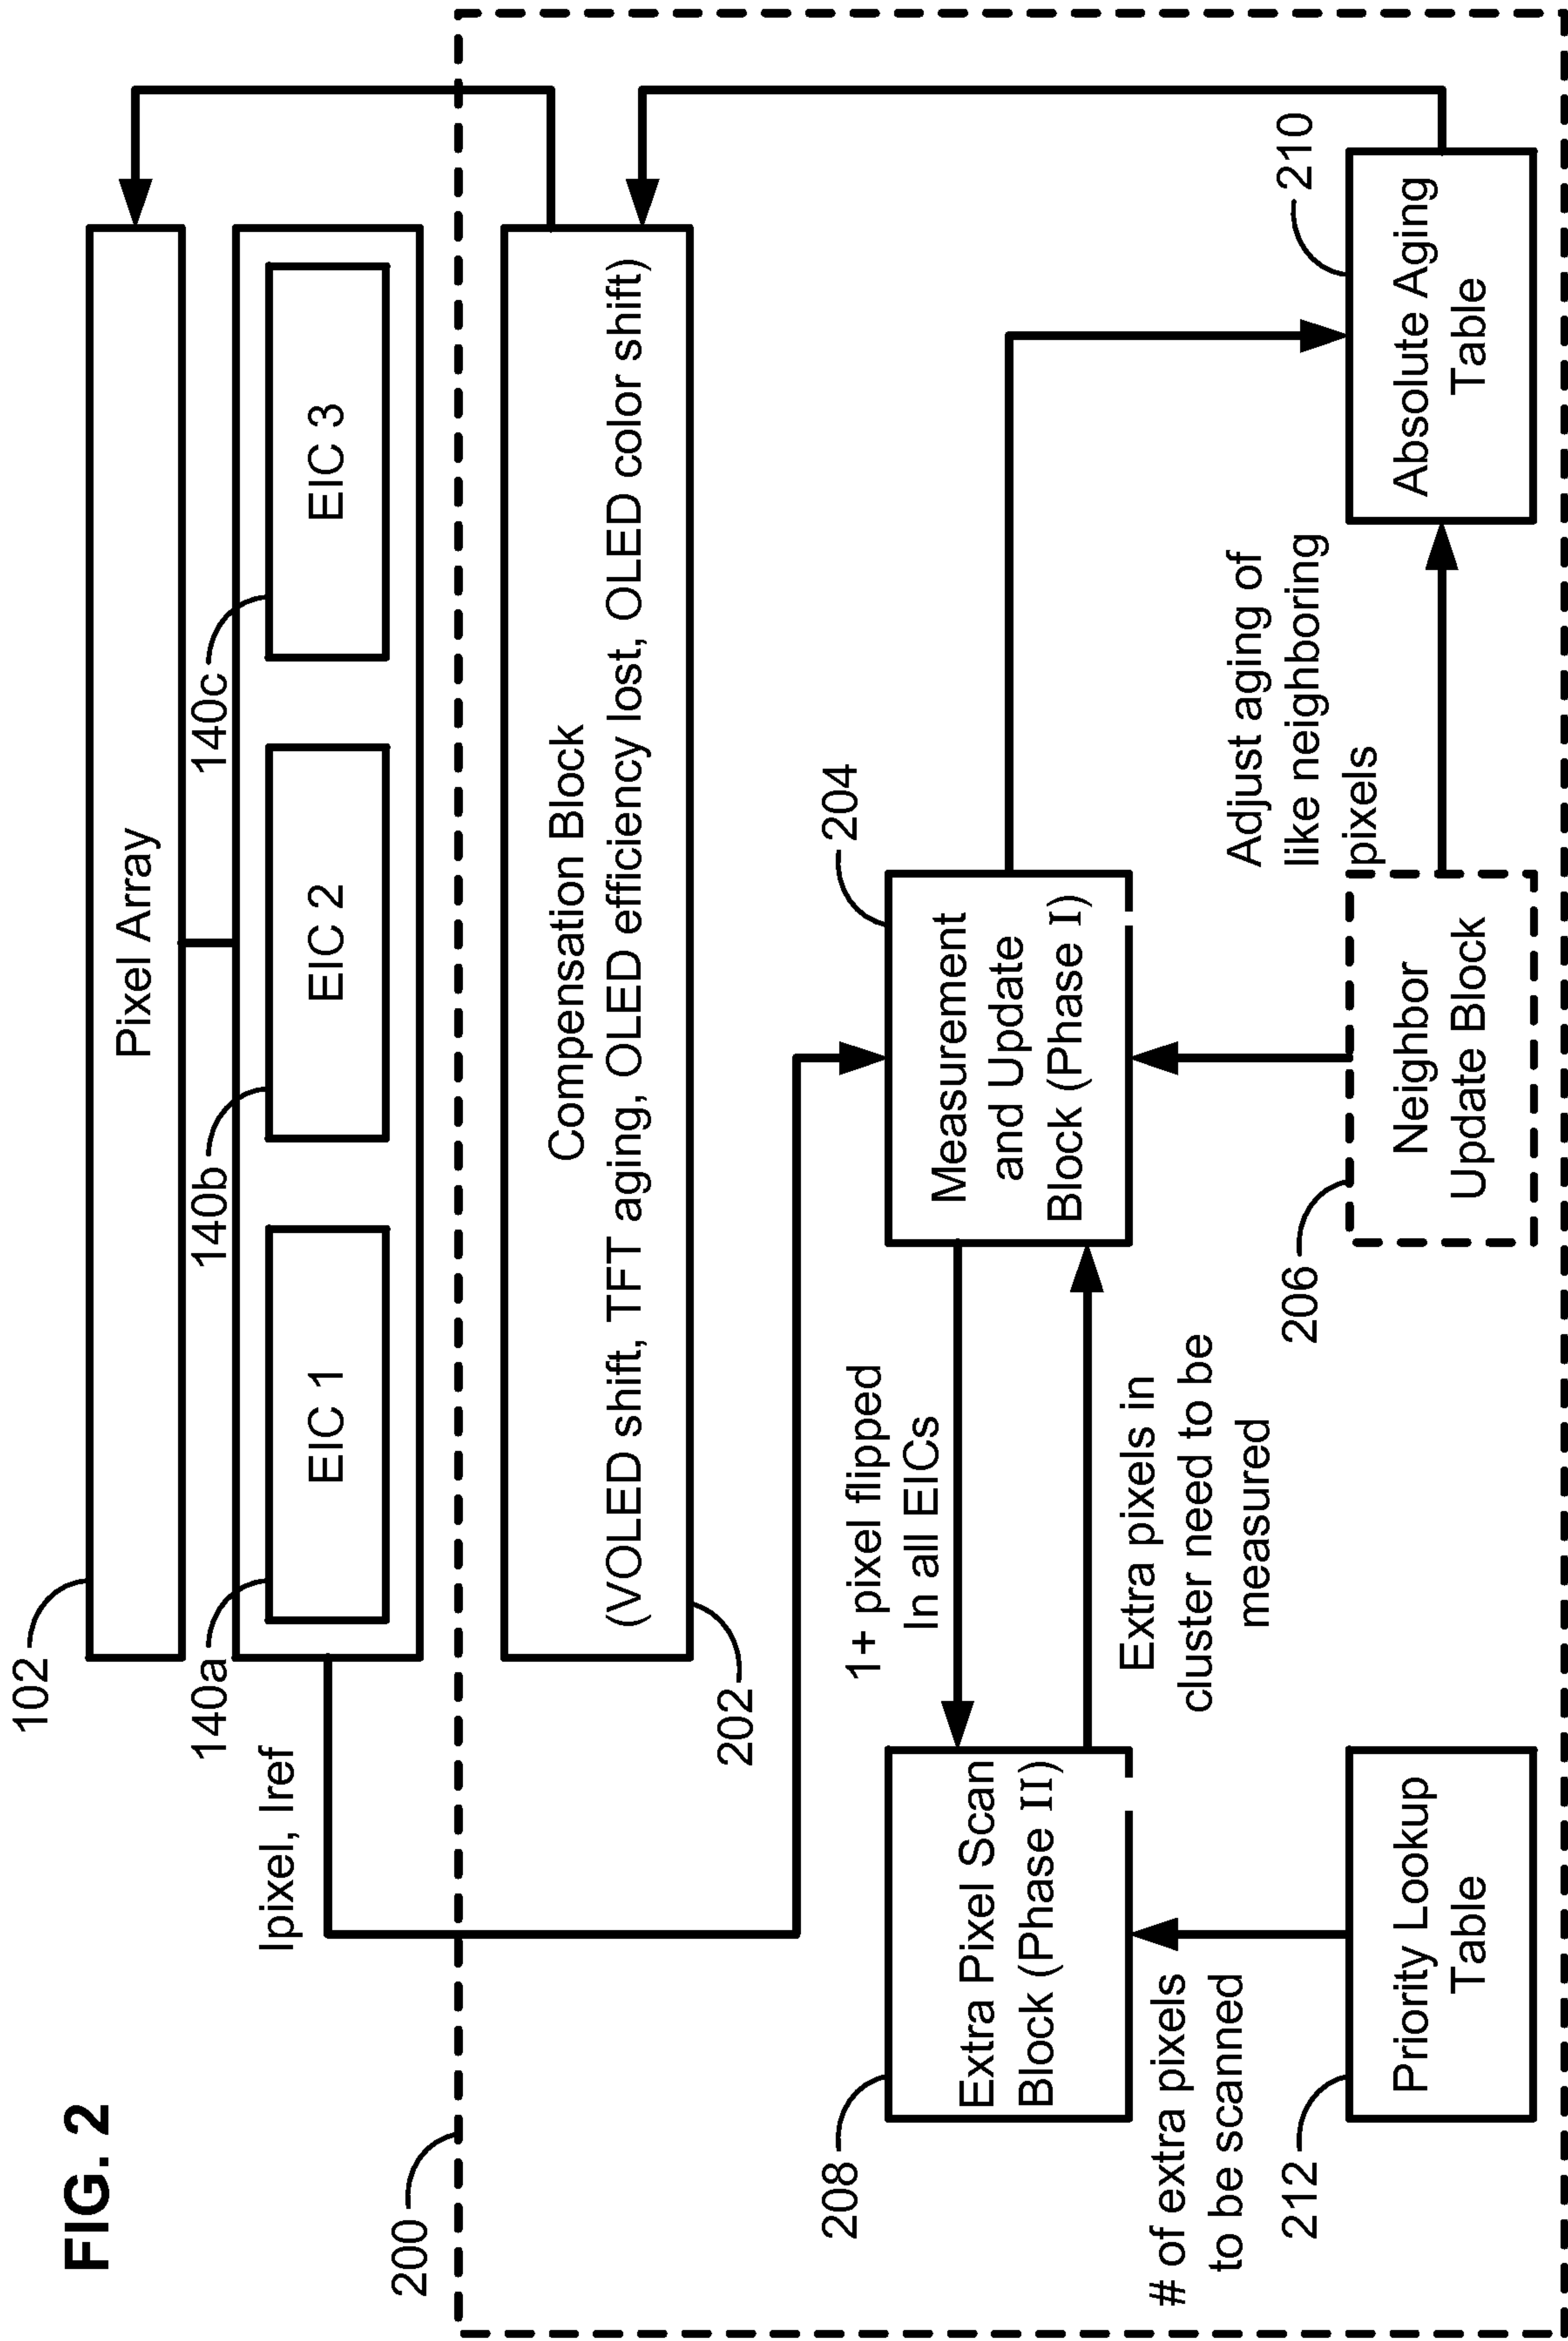 FIG. 2
102
Pixel Array
140a
140b
140c
EIC 1
EIC 2
EIC 3
Ipixel, Iref
200
Compensation Block
(VOLED shift, TFT aging, OLED efficiency lost, OLED color shift)
202
208
Extra Pixel Scan
Block (Phase II)
1+ pixel flipped
In all EICs
Extra pixels in
cluster need to be
measured
204
Measurement
and Update
Block (Phase I)
# of extra pixels
to be scanned
212
Priority Lookup
Table
206
Neighbor
Update Block
Adjust aging of
like neighboring
pixels
210
Absolute Aging
Table